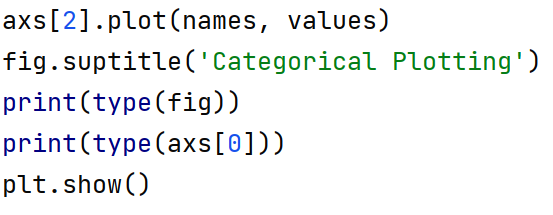 axs[2].plot(names, values)
fig.suptitle('Categorical Plotting')
print(type(fig))
print(type(axs[0]))
plt.show()